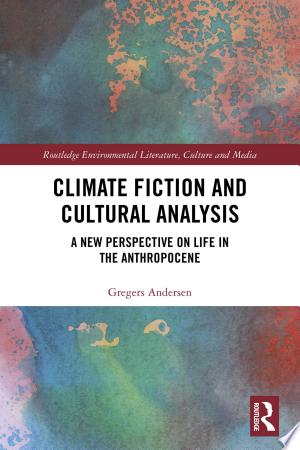 Routledge Environmental Literature, Culture and Media
CLIMATE FICTION AND
CULTURAL ANALYSIS
A NEW PERSPECTIVE ON LIFE IN
THE ANTHROPOCENE
Gregers Andersen
R
ROUTLEDGE